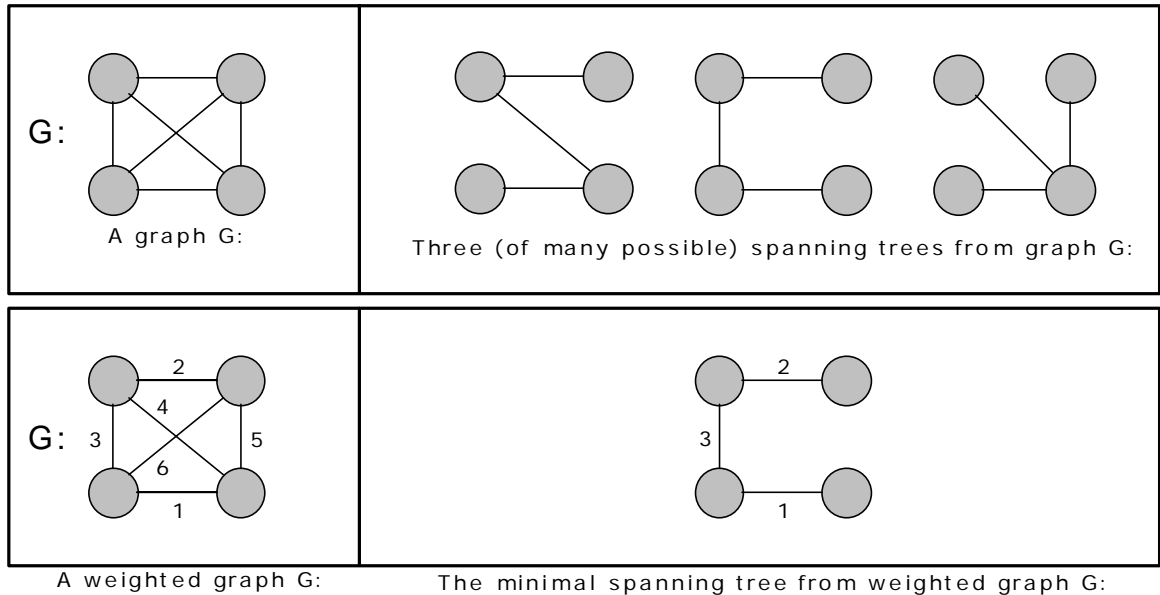 G:
A graph G:
Three (of many possible) spanning trees from graph G:
G:
2
4
3
5
6
1
2
3
1
A weighted graph G:
The minimal spanning tree from weighted graph G: